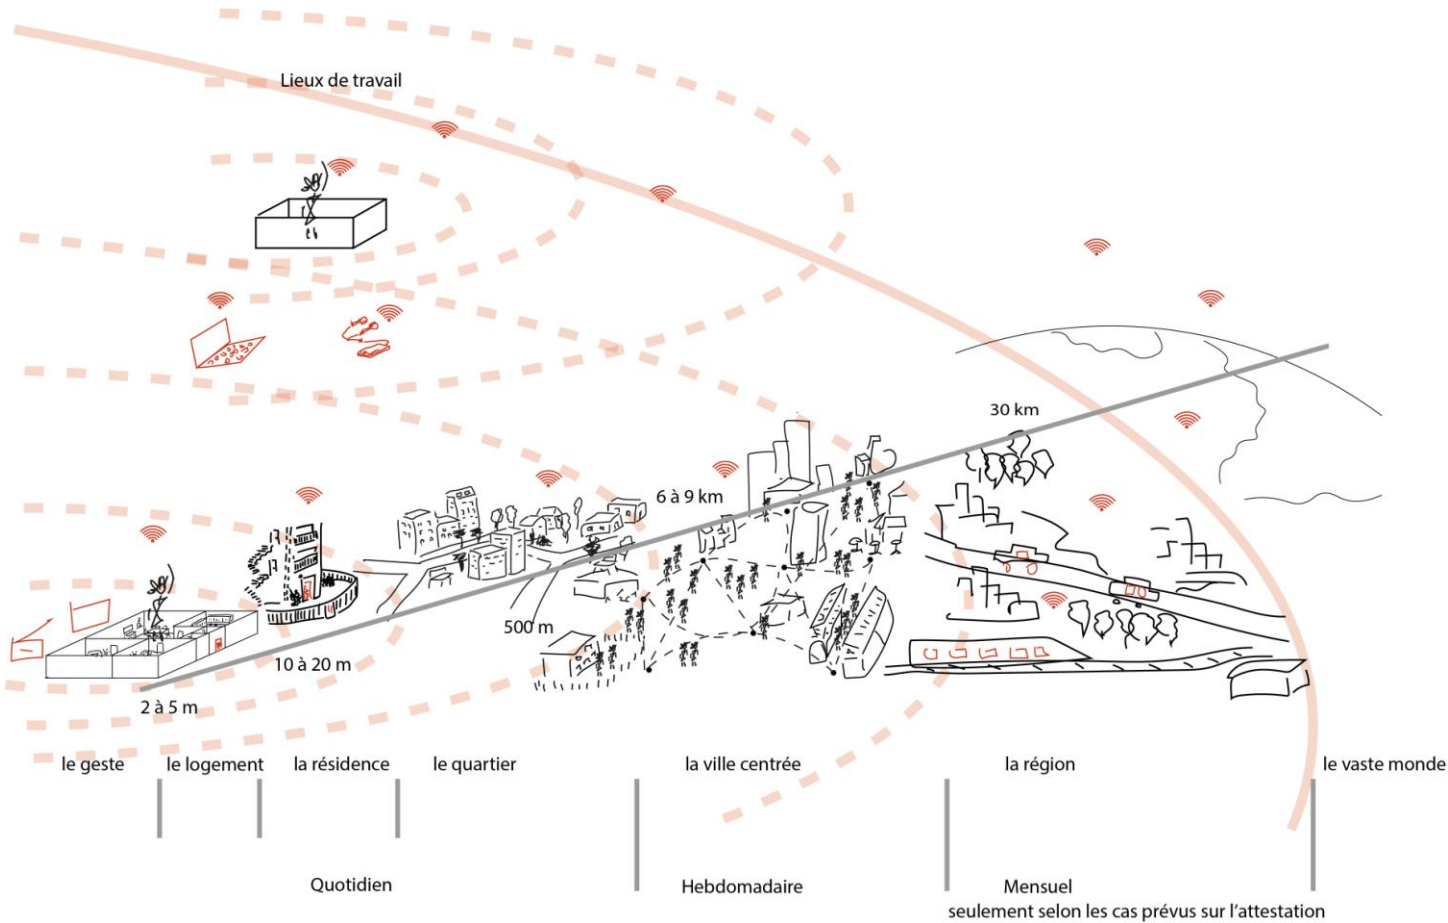 Lieux de travail
30 km
6 à 9 km
500 m
10 à 20 m
2 à 5 m
le geste
le logement
la résidence
le quartier
la ville centrée
la région
le vaste monde
Quotidien
Hebdomadaire
Mensuel
seulement selon les cas prévus sur l'attestation